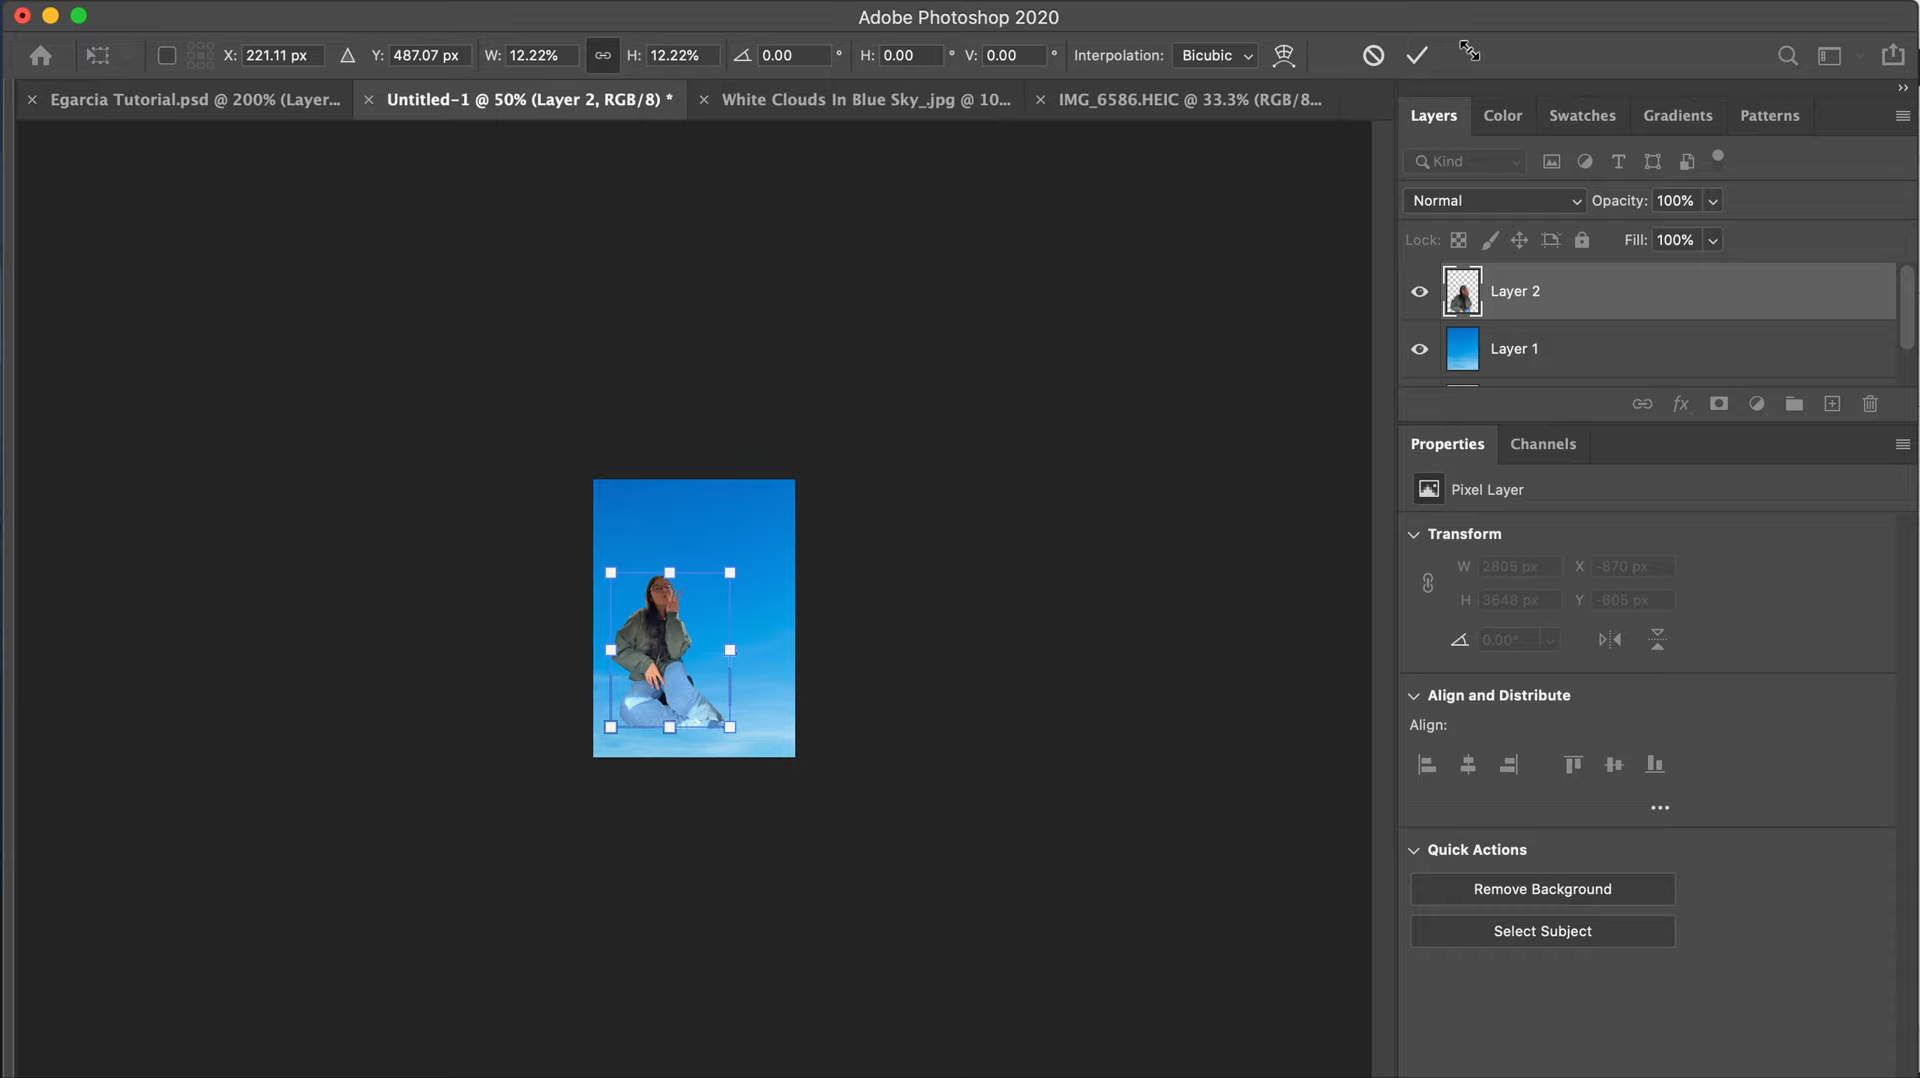 Adobe Photoshop 2020
X: 221.11 px Y: 487.07 px W: 12.22% H: 12.22% 0.00 ° H: 0.00 ° V: 0.00 ° Interpolation: Bicubic
Egarcia Tutorial.psd @ 200% (Layer... Untitled-1 @ 50% (Layer 2, RGB/8) * White Clouds In Blue Sky_.jpg @ 10... IMG_6586.HEIC @ 33.3% (RGB/8...
Layers Color Swatches Gradients Patterns
Kind
Normal Opacity: 100%
Lock: Fill: 100%
Layer 2
Layer 1
fx
Properties Channels
Pixel Layer
Transform
W 2805 px X -870 px
H 3648 px Y -605 px
0.00°
Align and Distribute
Align:
Quick Actions
Remove Background
Select Subject